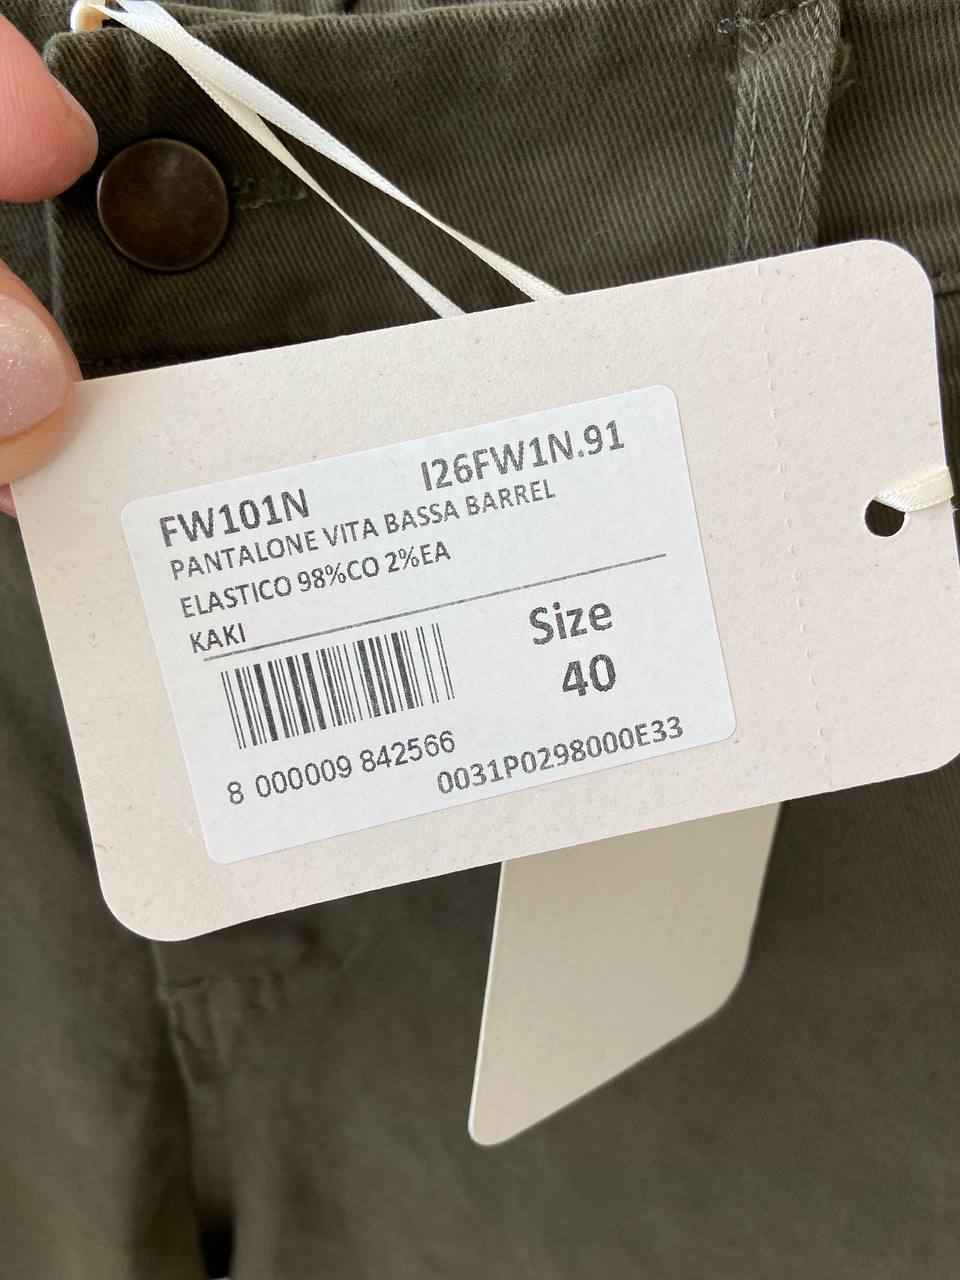 FW101N I26FW1N.91
PANTALONE VITA BASSA BARREL
ELASTICO 98%CO 2%EA
KAKI
Size
40
8 000009 842566
0031P0298000E33